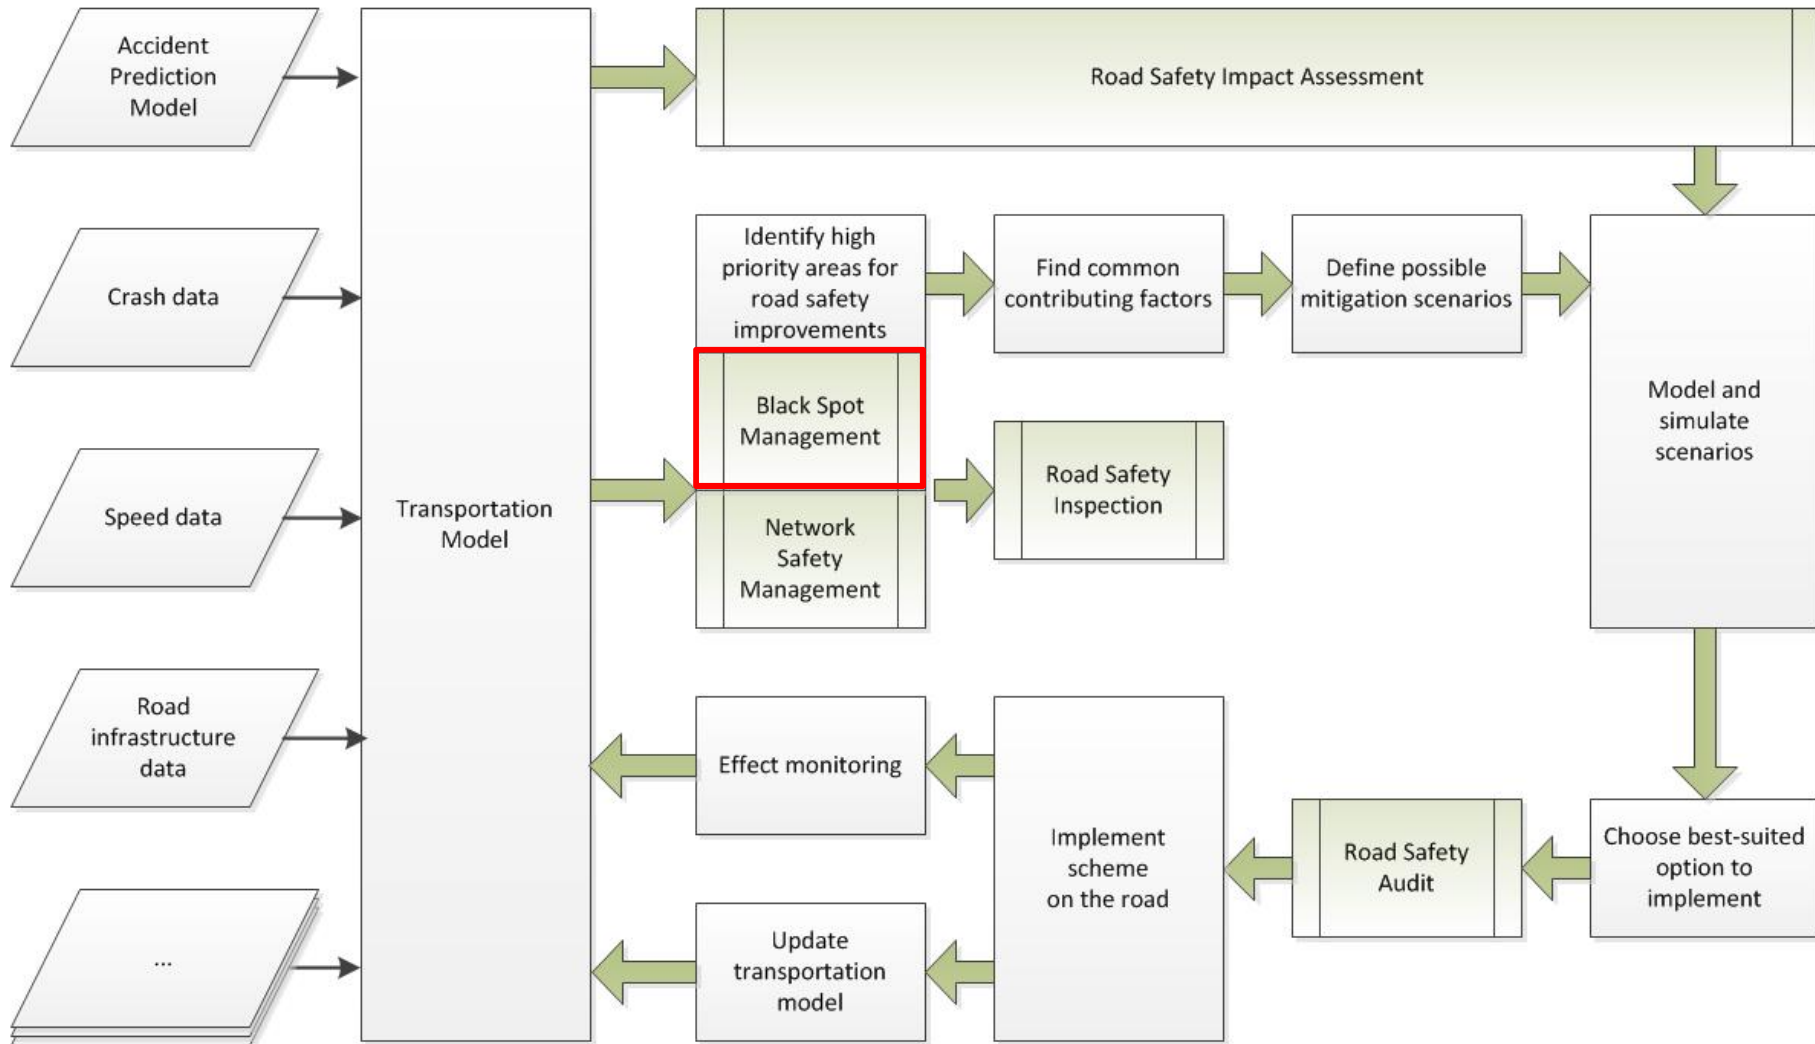 Accident
Prediction
Model
Road Safety Impact Assessment
Crash data
Identify high
priority areas for
road safety
improvements
Find common
contributing factors
Define possible
mitigation scenarios
Model and
simulate
scenarios
Black Spot
Management
Speed data
Transportation
Model
Road Safety
Inspection
Network
Safety
Management
Road
infrastructure
data
Effect monitoring
Implement
scheme
on the road
Road Safety
Audit
Choose best-suited
option to
implement
...
Update
transportation
model